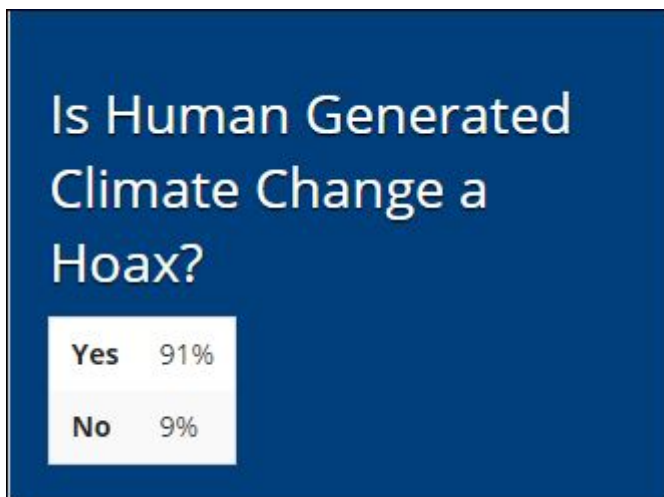 Is Human Generated
Climate Change a
Hoax?
Yes 91%
No 9%